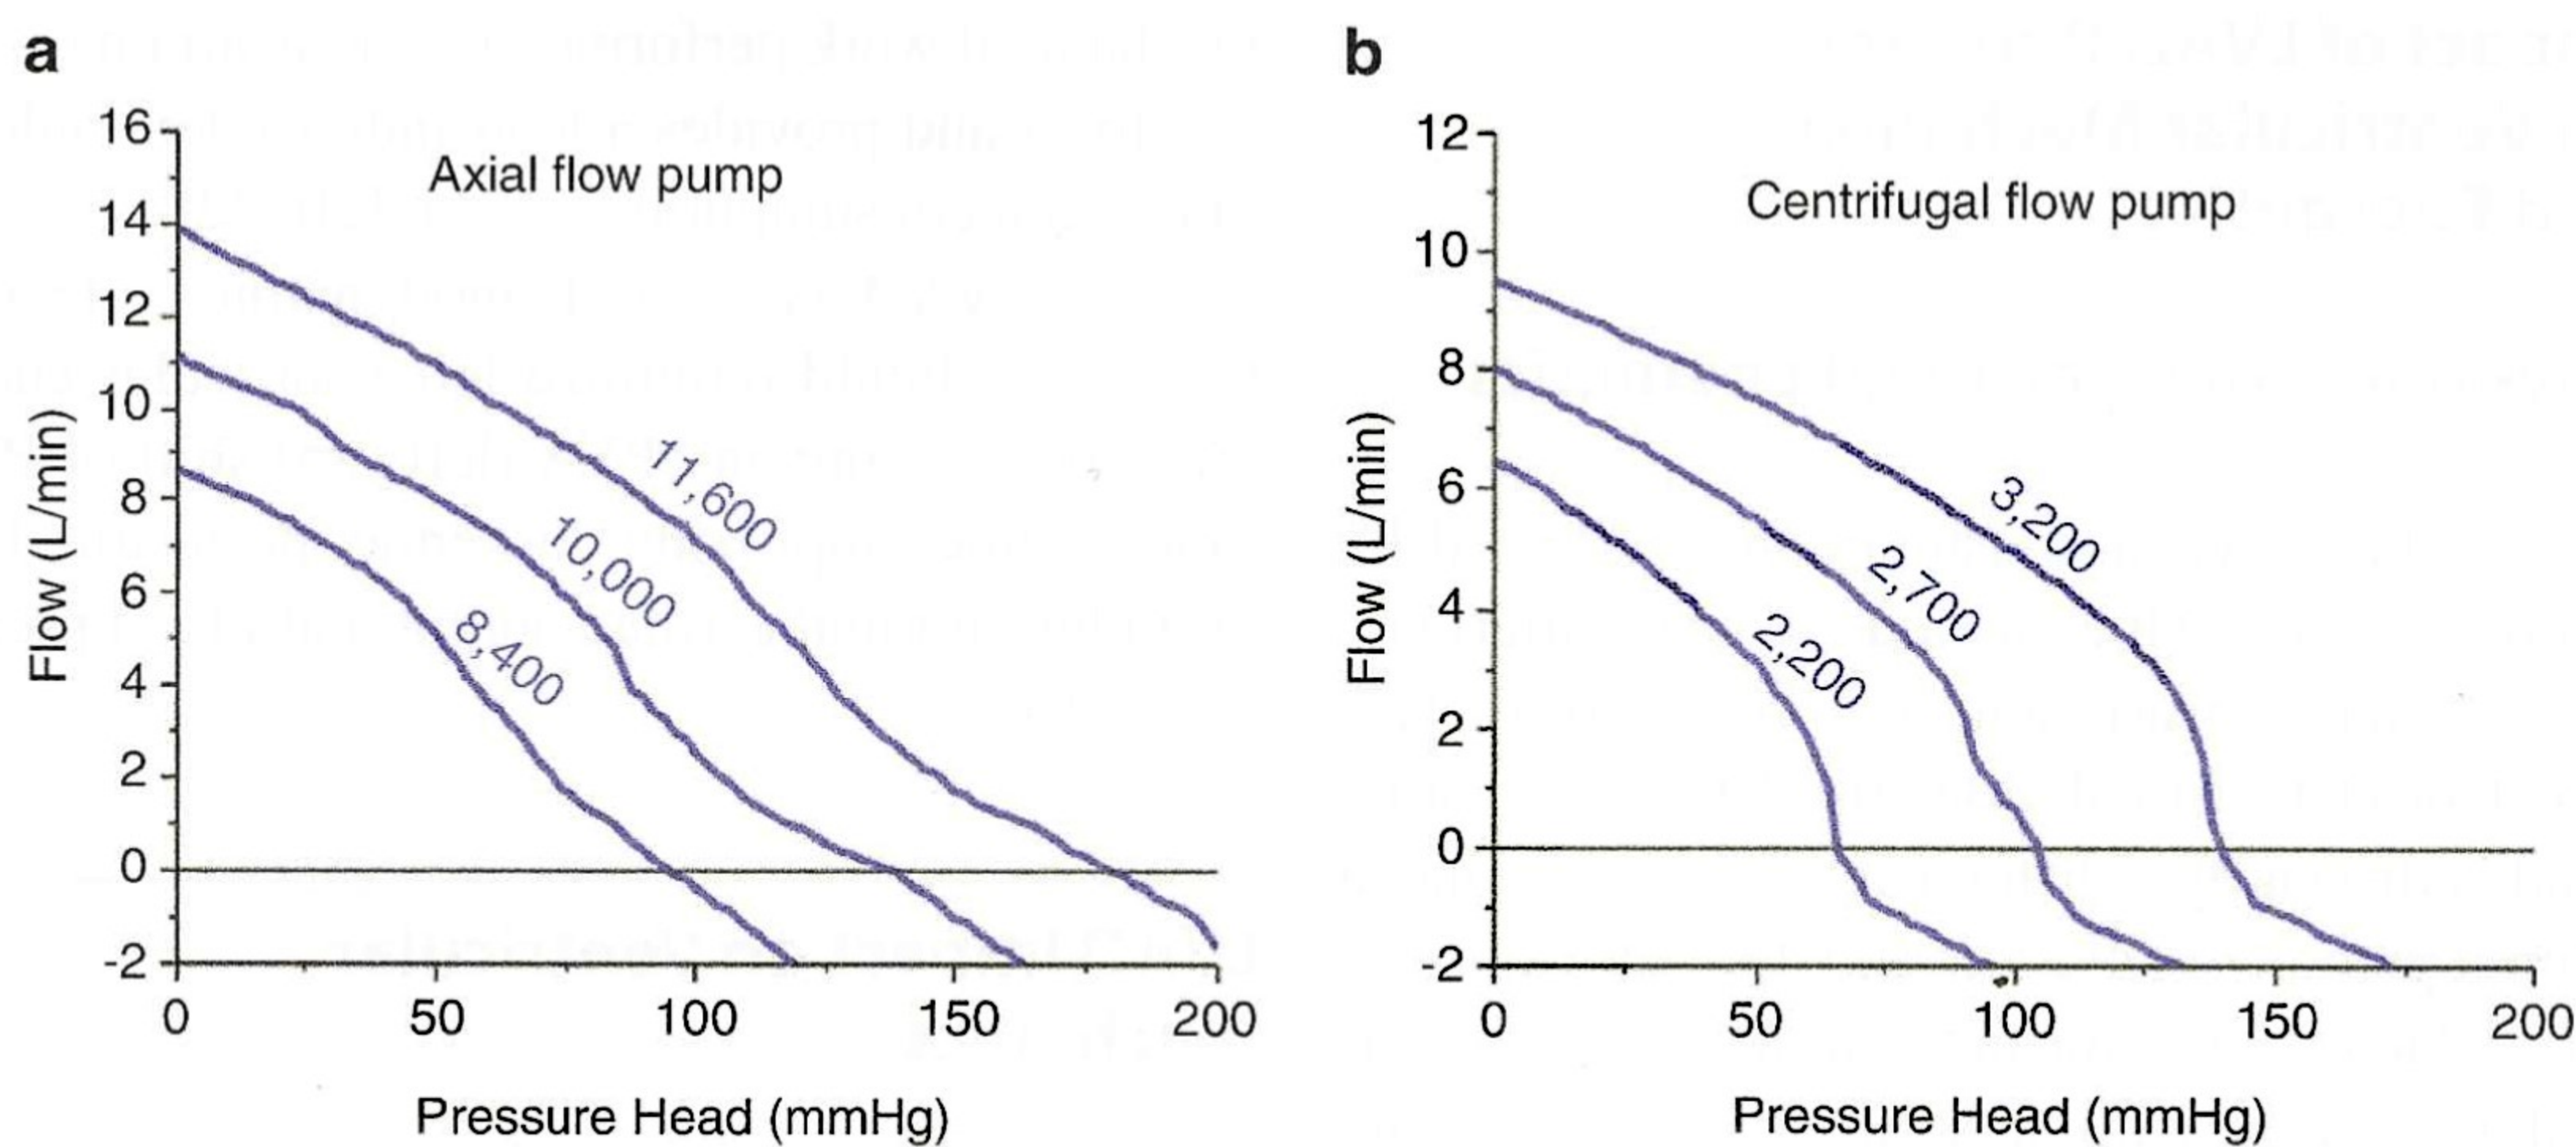 a
Axial flow pump
16
14
12
10
8
6
4
2
0
-2
Flow (L/min)
11,600
10,000
8,400
0 50 100 150 200
Pressure Head (mmHg)
b
Centrifugal flow pump
12
10
8
6
4
2
0
-2
Flow (L/min)
3,200
2,700
2,200
0 50 100 150 200
Pressure Head (mmHg)